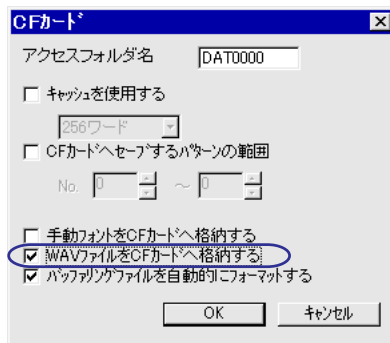 CFカード
アクセスフォルダ名 DAT0000
キャッシュを使用する
256ワード
CFカードへセーブするパターンの範囲
No. 0 ～ 0
手動フォントをCFカードへ格納する
WAVファイルをCFカードへ格納する
バッファリングファイルを自動的にフォーマットする
OK キャンセル